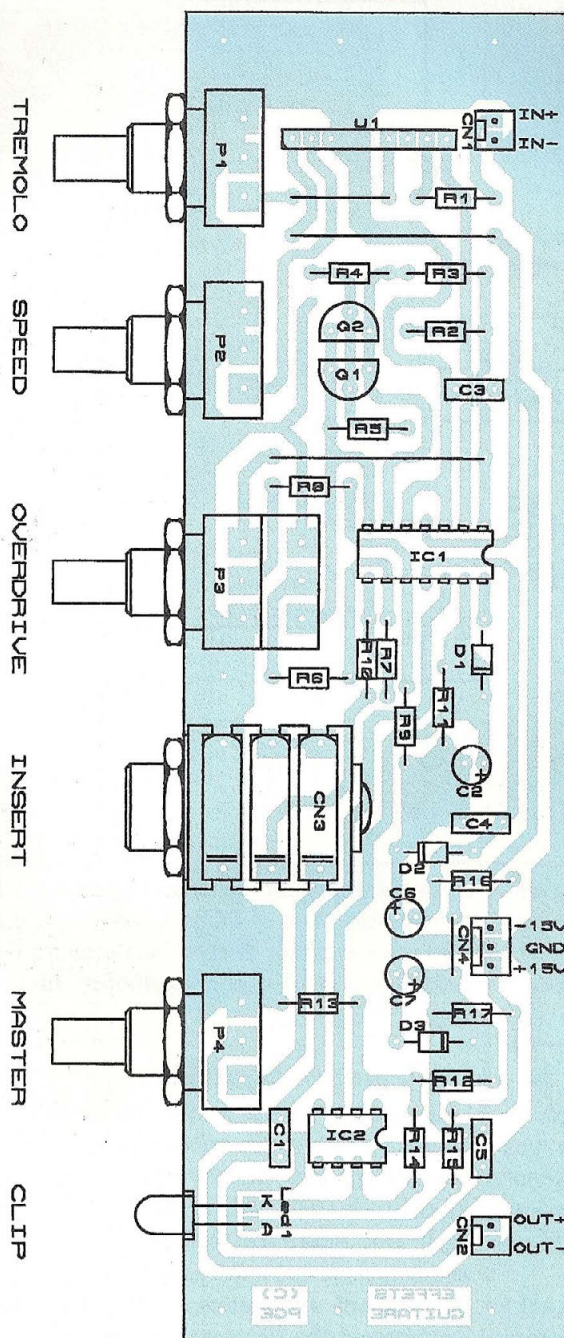 IN+
CN1
IN-
U1
P1
TREMOLO
R1
R4
R3
Q2
R2
P2
SPEED
Q1
C3
R5
R8
IC1
P3
OVERDRIVE
D1
R10
R7
R6
R11
R9
C2
INSERT
CN3
C4
D2
R16
C6
-15V
CN4
GND
+15V
C7
R13
R17
MASTER
P4
D3
R12
C1
IC2
R14
R15
C5
CLIP
Led1
K
A
OUT+
CN2
OUT-
GUITARE
EFFETS
PCE
(C)